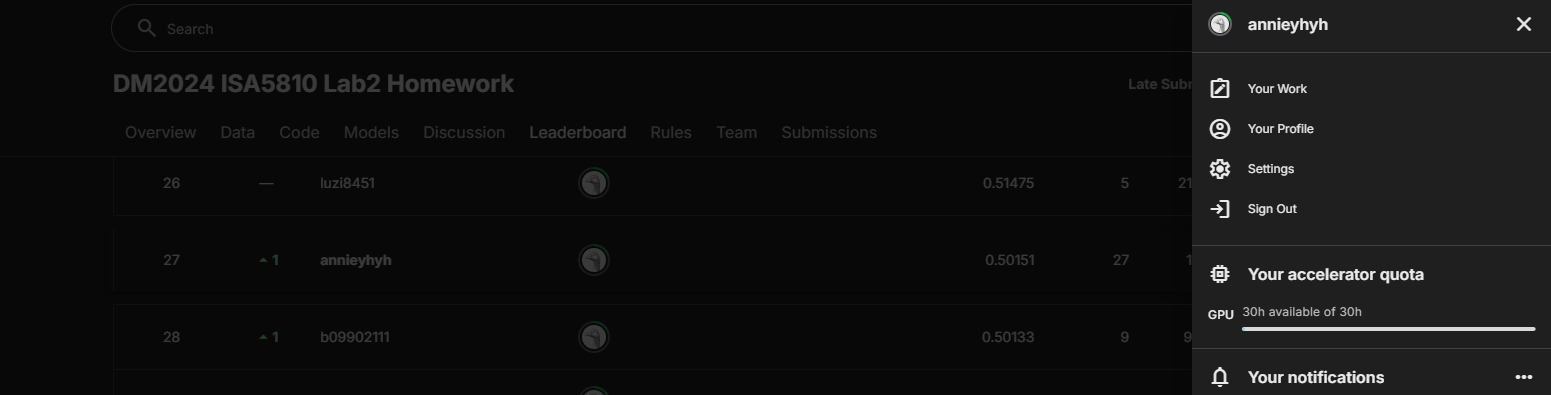 Search
DM2024 ISA5810 Lab2 Homework
Late Subm
Overview Data Code Models Discussion Leaderboard Rules Team Submissions
26 — luzi8451 0.51475 5 21
27 1 annieyhyh 0.50151 27 1
28 1 b09902111 0.50133 9 9
annieyhyh
Your Work
Your Profile
Settings
Sign Out
Your accelerator quota
GPU 30h available of 30h
Your notifications